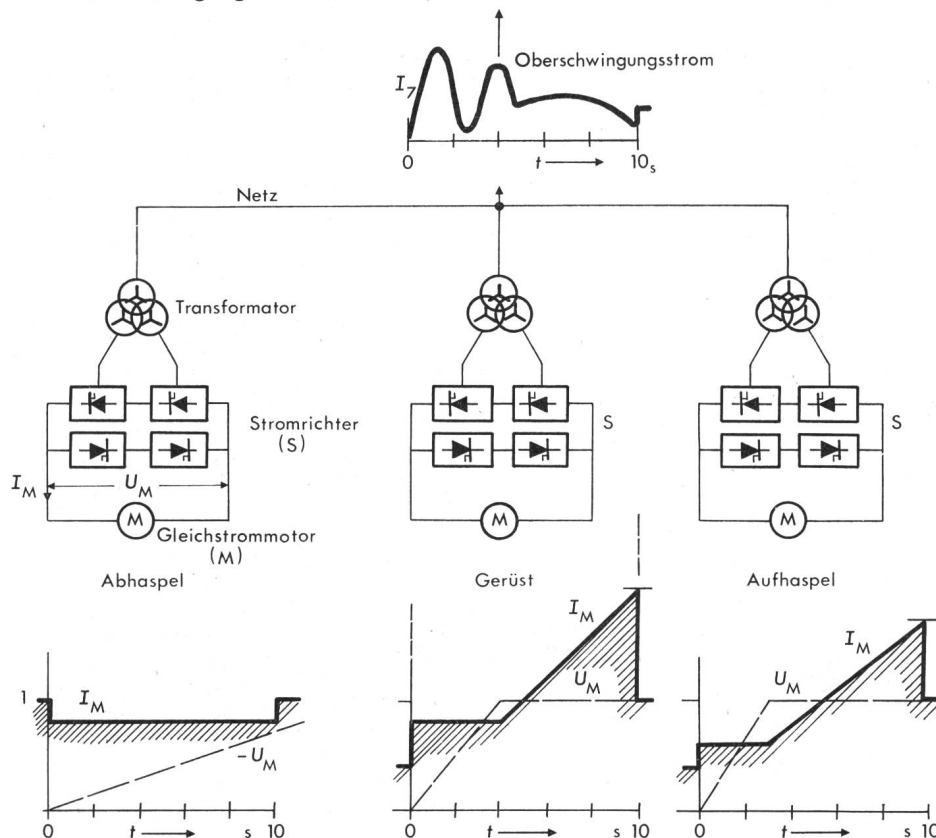 Oberschwingungsstrom
I7
0 t 10 s
Netz
Transformator
Stromrichter
(S)
S
S
IM
UM
M
M
M
Gleichstrommotor
(M)
Abhaspel
Gerüst
Aufhaspel
1
IM
-UM
0 t s 10
IM
UM
0 t s 10
IM
UM
0 t s 10